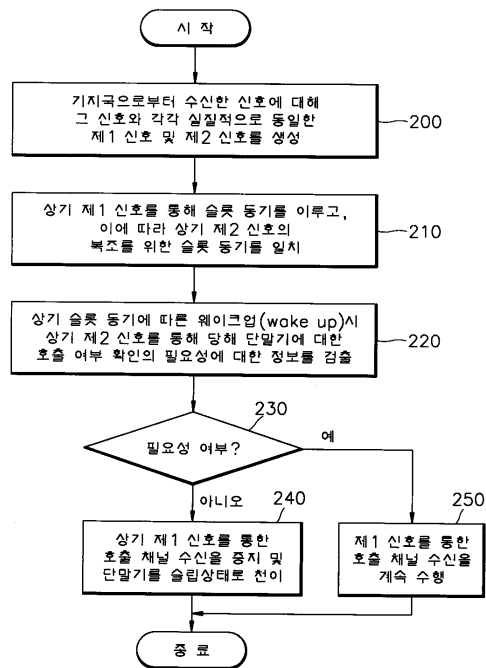 시 작
기지국으로부터 수신한 신호에 대해
그 신호와 각각 실질적으로 동일한
제1 신호 및 제2 신호를 생성
200
상기 제1 신호를 통해 슬롯 동기를 이루고,
이에 따라 상기 제2 신호의
복조를 위한 슬롯 동기를 일치
210
상기 슬롯 동기에 따른 웨이크업(wake up)시
상기 제2 신호를 통해 당해 단말기에 대한
호출 여부 확인의 필요성에 대한 정보를 검출
220
230
필요성 여부?
예
아니오
240
상기 제1 신호를 통한
호출 채널 수신을 중지 및
단말기를 슬립상태로 천이
250
제1 신호를 통한
호출 채널 수신을
계속 수행
종 료